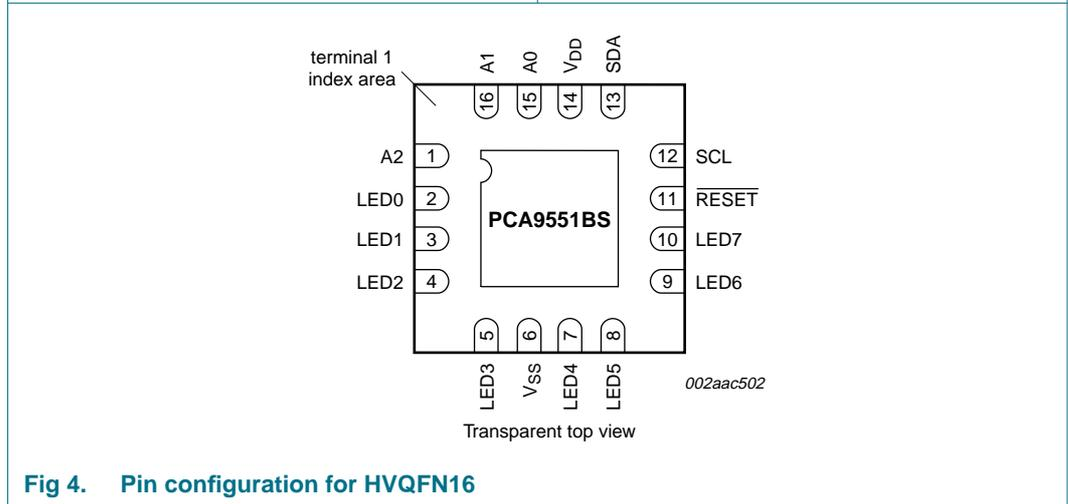 terminal 1
index area
A1
A0
VDD
SDA
16
15
14
13
A2 1
LED0 2
LED1 3
LED2 4
PCA9551BS
12 SCL
11 RESET
10 LED7
9 LED6
5
6
7
8
LED3
VSS
LED4
LED5
002aac502
Transparent top view
Fig 4. Pin configuration for HVQFN16